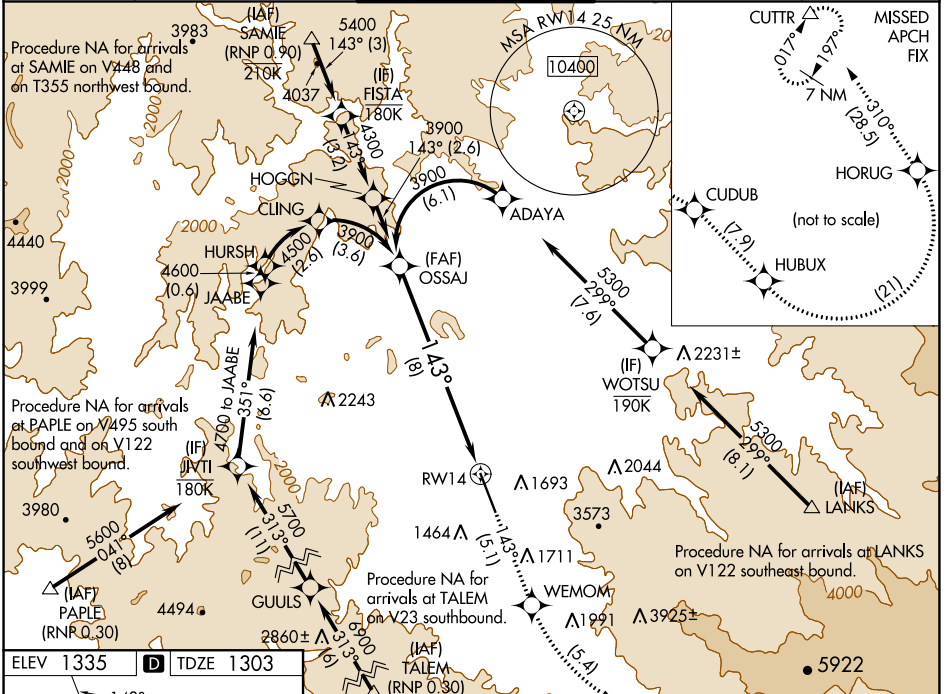 (IAF)
SAMIE
(RNP 0.90)
210K
5400
143° (3)
3983
Procedure NA for arrivals
at SAMIE on V448 and
on T355 northwest bound.
4037
(IF)
FISTA
180K
4300
143°
(3.2)
3900
143° (2.6)
2000
2000
MSA RW14 25 NM
10400
CUTTR
MISSED
APCH
FIX
017°
197°
7 NM
310°
(28.5)
HORUG
CUDUB
(7.9)
(not to scale)
HUBUX
(21)
HOGGN
3900
(6.1)
ADAYA
CLING
2000
4440
HURSH
4500
(2.6)
3900
(3.6)
4600
(0.6)
JAABE
(FAF)
OSSAJ
3999
5300
299°
(7.6)
(IF)
WOTSU
190K
2231±
143°
(8)
4700 to JAABE
351°
(6.6)
2243
Procedure NA for arrivals
at PAPLE on V495 south
bound and on V122
southwest bound.
(IF)
JIVTI
180K
2000
5300
299°
(8.1)
(IAF)
LANKS
RW14
1693
2044
3980
5600
041°
(8)
5700
313°
(11)
1464
143°
(5.1)
1711
3573
Procedure NA for arrivals at LANKS
on V122 southeast bound.
4000
(IAF)
PAPLE
(RNP 0.30)
GUULS
Procedure NA for
arrivals at TALEM
on V23 southbound.
WEMOM
4494
2860±
6900
313°
(6)
1991
3925±
(IAF)
TALEM
(RNP 0.30)
(5.4)
5922
ELEV 1335 D TDZE 1303